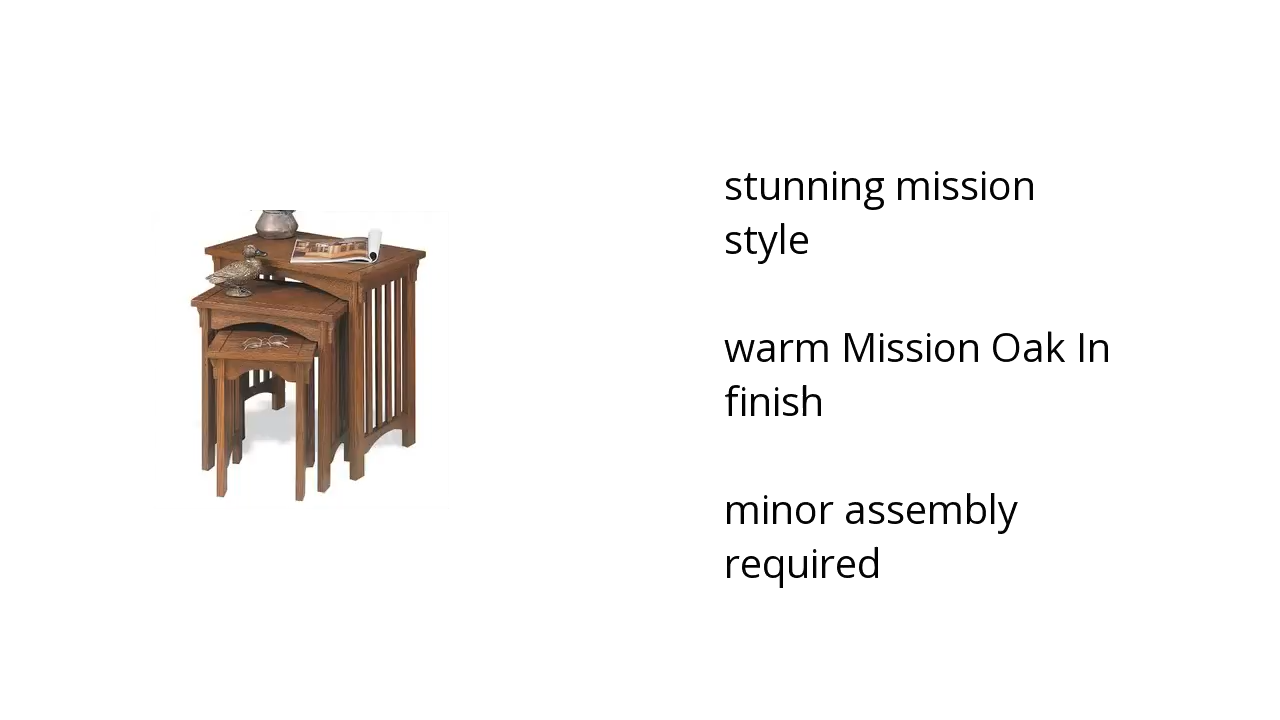 stunning mission
style
warm Mission Oak In
finish
minor assembly
required